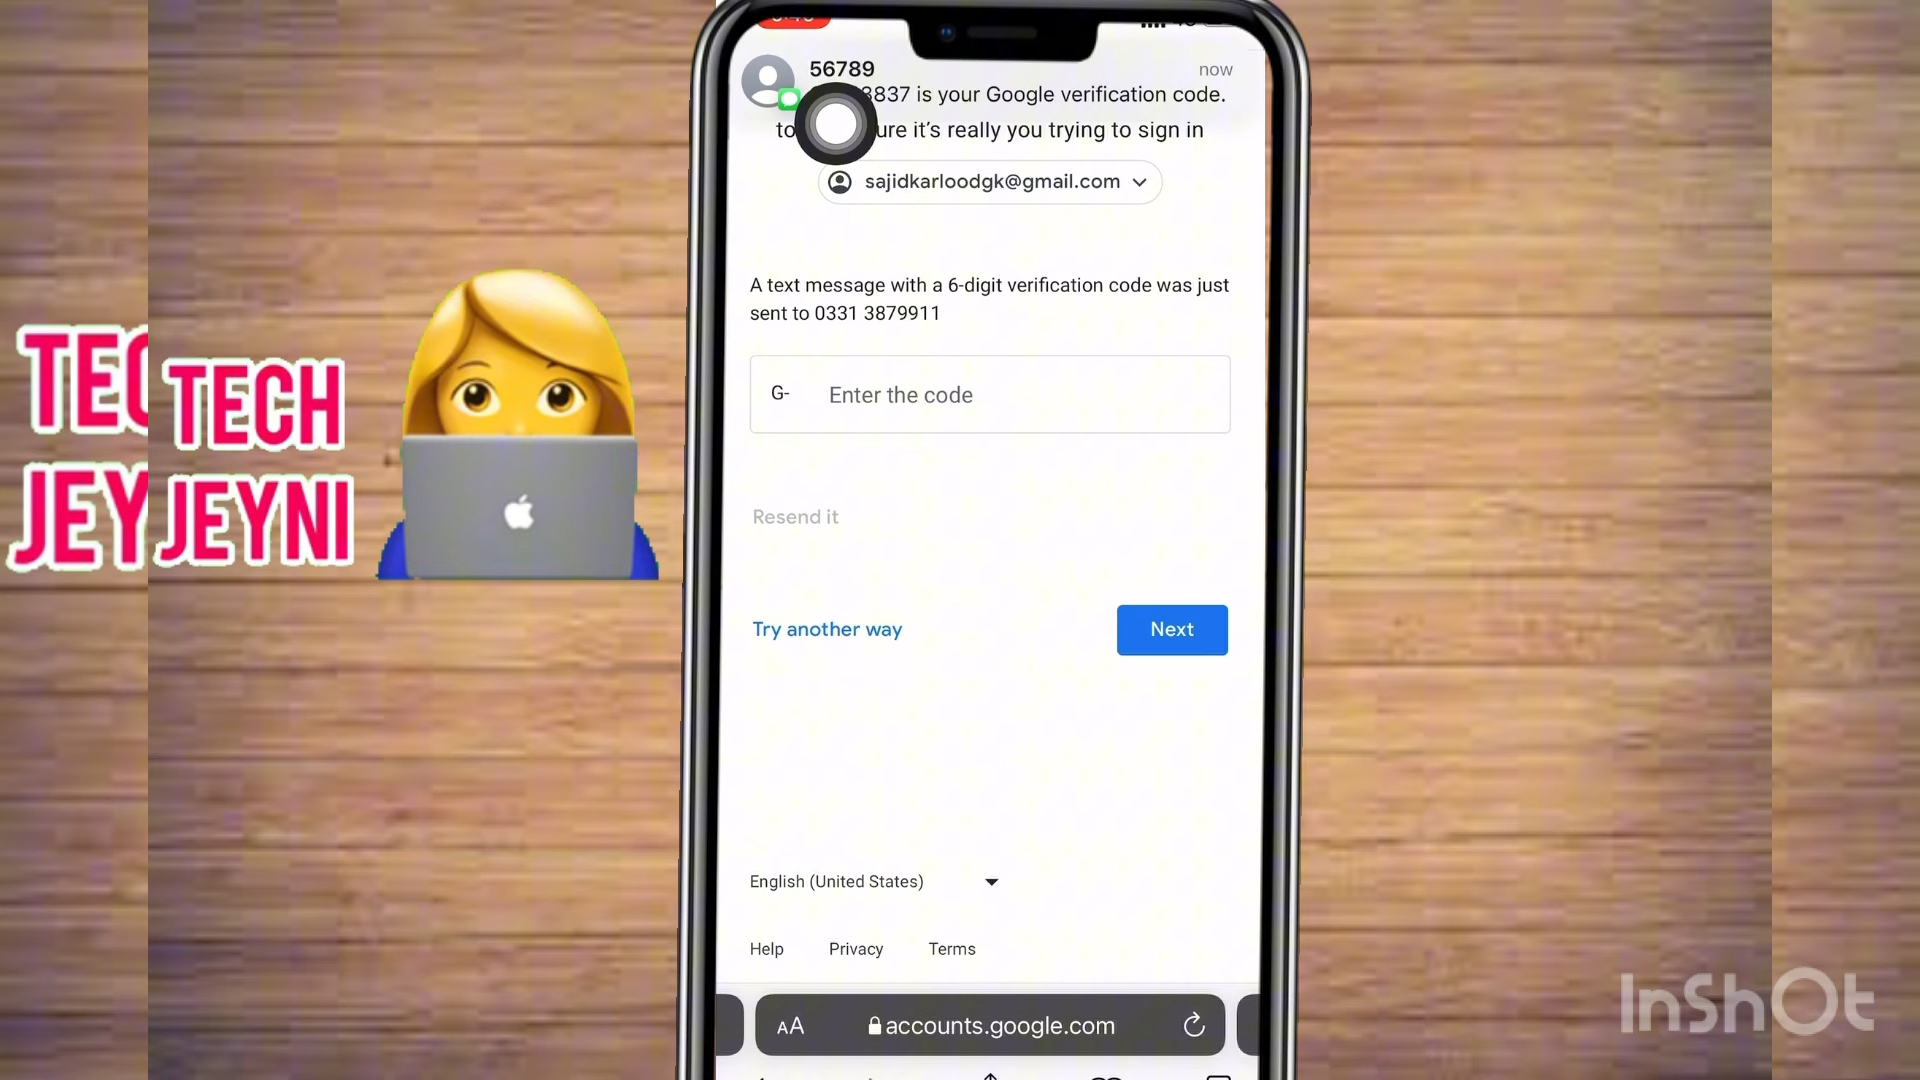 56789
now
837 is your Google verification code.
to ure it's really you trying to sign in
sajidkarloodgk@gmail.com
A text message with a 6-digit verification code was just
sent to 0331 3879911
G- Enter the code
Resend it
Try another way
Next
English (United States)
Help Privacy Terms
AA accounts.google.com
TEC
JEY
TECH
JEYNI
InShOt